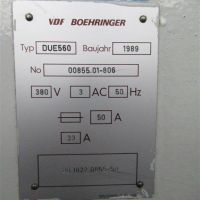 VDF BOEHRINGER
Typ DUE560 Baujahr 1989
No 00855.01-806
380 V 3 AC 50 Hz
50 A
33 A